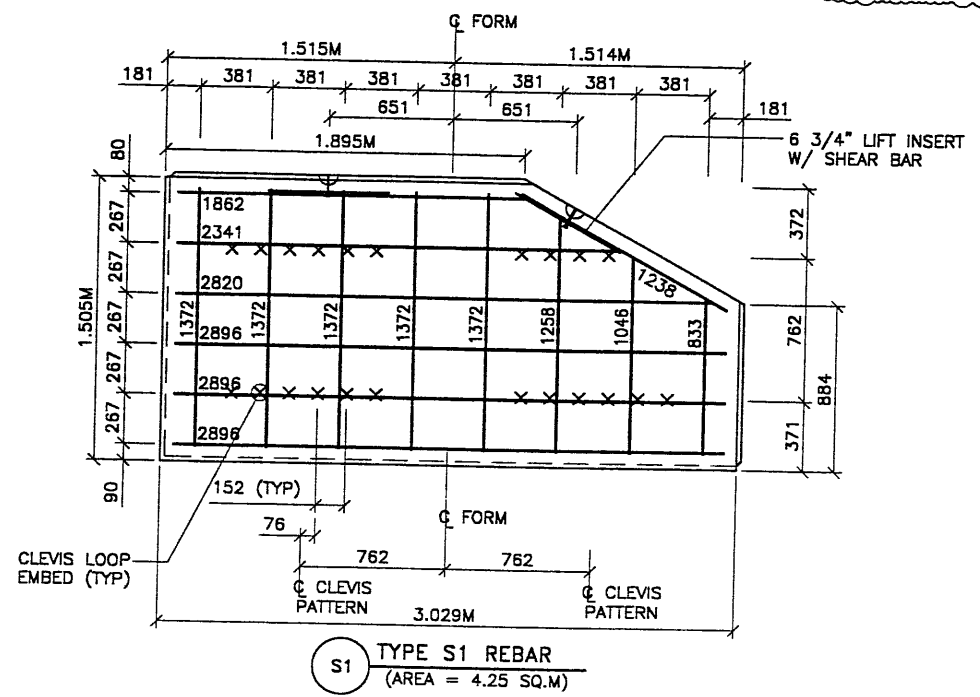 ℄ FORM
1.515M 1.514M
181 381 381 381 381 381 381 381
651 651 181
1.895M
6 3/4" LIFT INSERT
W/ SHEAR BAR
80
267
267
267
267
267
90
1.505M
1862
2341
2820
2896
2896
2896
1372
1372
1372
1372
1372
1258
1046
833
1238
372
762
371
884
152 (TYP)
76
℄ FORM
762 762
CLEVIS LOOP
EMBED (TYP)
℄ CLEVIS
PATTERN
℄ CLEVIS
PATTERN
3.029M
S1
TYPE S1 REBAR
(AREA = 4.25 SQ.M)